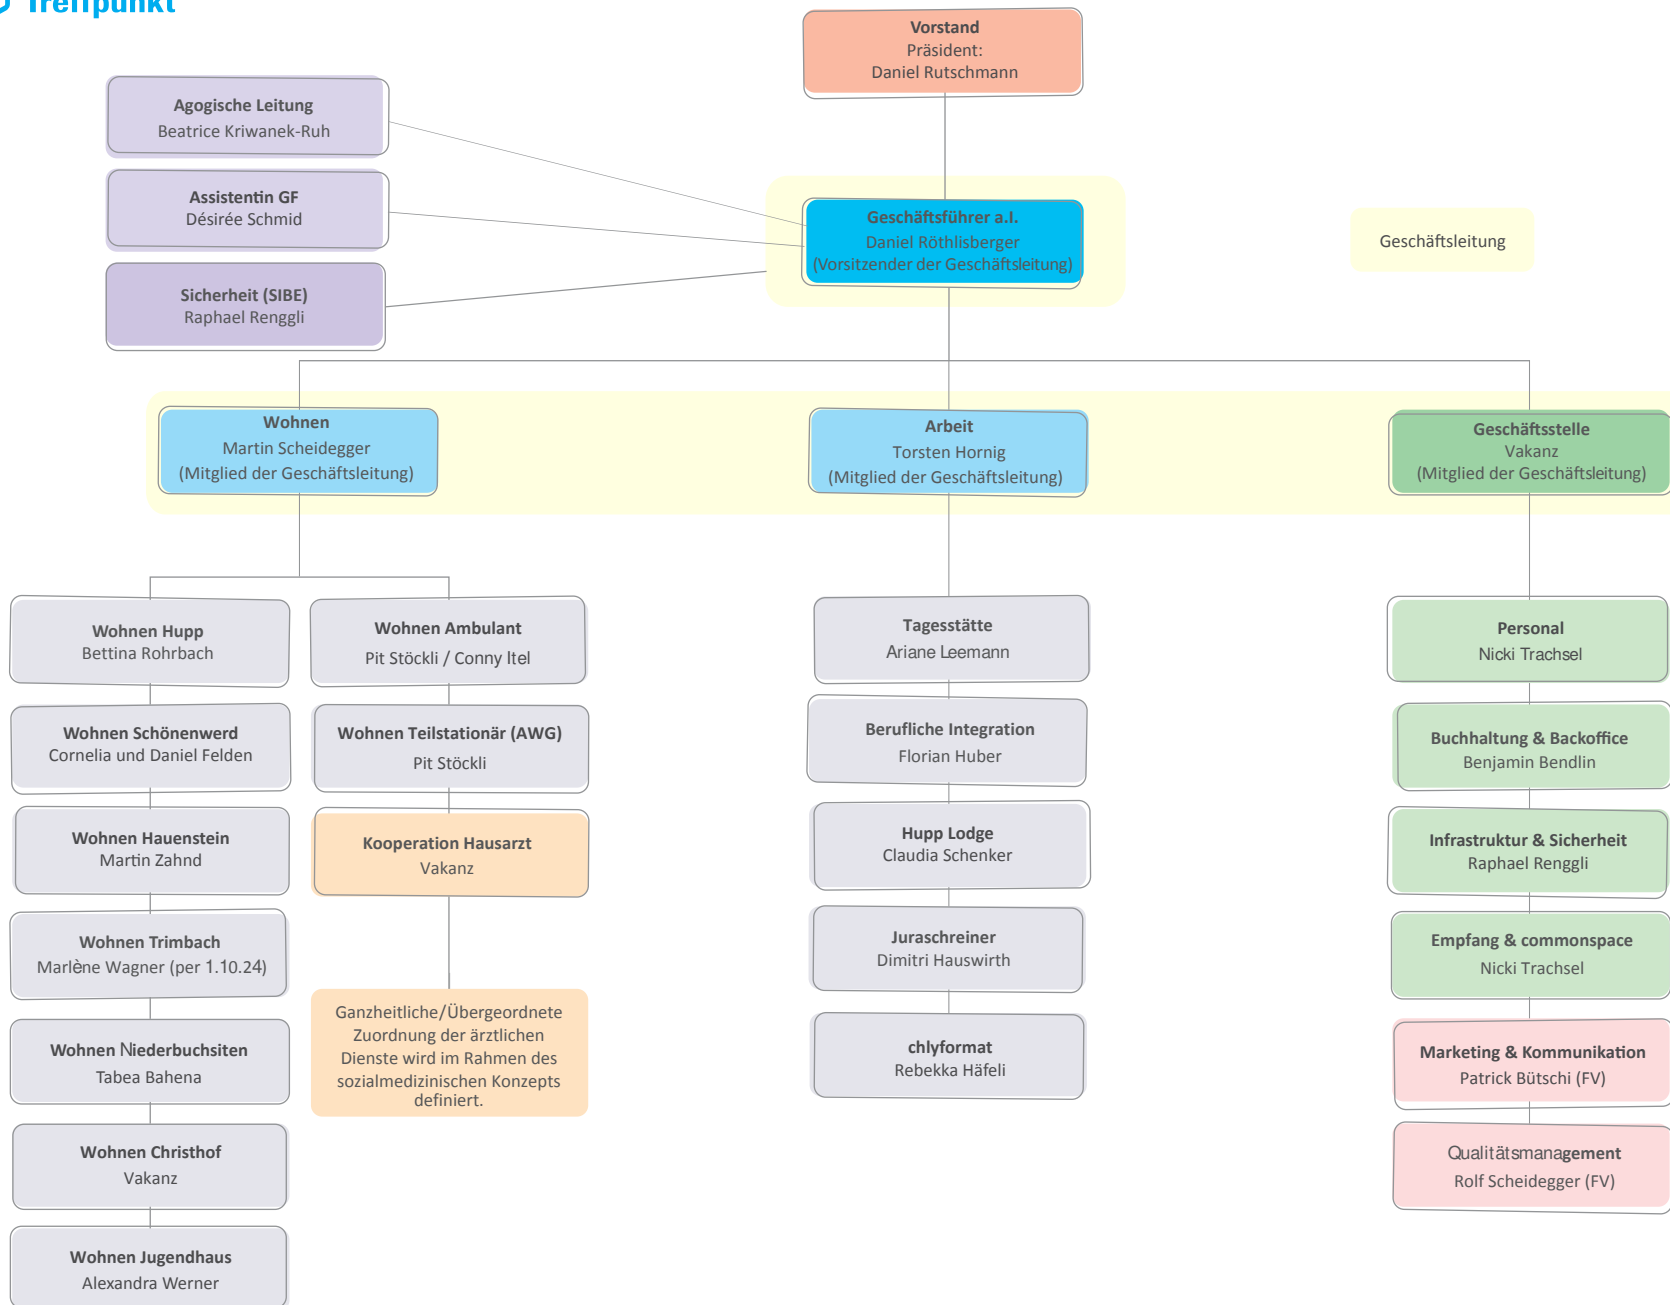 Treffpunkt
Vorstand
Präsident:
Daniel Rutschmann
Agogische Leitung
Beatrice Kriwanek-Ruh
Assistentin GF
Désirée Schmid
Sicherheit (SIBE)
Raphael Renggli
Geschäftsführer a.I.
Daniel Röthlisberger
(Vorsitzender der Geschäftsleitung)
Geschäftsleitung
Wohnen
Martin Scheidegger
(Mitglied der Geschäftsleitung)
Arbeit
Torsten Hornig
(Mitglied der Geschäftsleitung)
Geschäftsstelle
Vakanz
(Mitglied der Geschäftsleitung)
Wohnen Hupp
Bettina Rohrbach
Wohnen Schönenwerd
Cornelia und Daniel Felden
Wohnen Hauenstein
Martin Zahnd
Wohnen Trimbach
Marlène Wagner (per 1.10.24)
Wohnen Niederbuchsiten
Tabea Bahena
Wohnen Christhof
Vakanz
Wohnen Jugendhaus
Alexandra Werner
Wohnen Ambulant
Pit Stöckli / Conny Itel
Wohnen Teilstationär (AWG)
Pit Stöckli
Kooperation Hausarzt
Vakanz
Ganzheitliche/Übergeordnete
Zuordnung der ärztlichen
Dienste wird im Rahmen des
sozialmedizinischen Konzepts
definiert.
Tagesstätte
Ariane Leemann
Berufliche Integration
Florian Huber
Hupp Lodge
Claudia Schenker
Juraschreiner
Dimitri Hauswirth
chlyformat
Rebekka Häfeli
Personal
Nicki Trachsel
Buchhaltung & Backoffice
Benjamin Bendlin
Infrastruktur & Sicherheit
Raphael Renggli
Empfang & commonspace
Nicki Trachsel
Marketing & Kommunikation
Patrick Bütschi (FV)
Qualitätsmanagement
Rolf Scheidegger (FV)